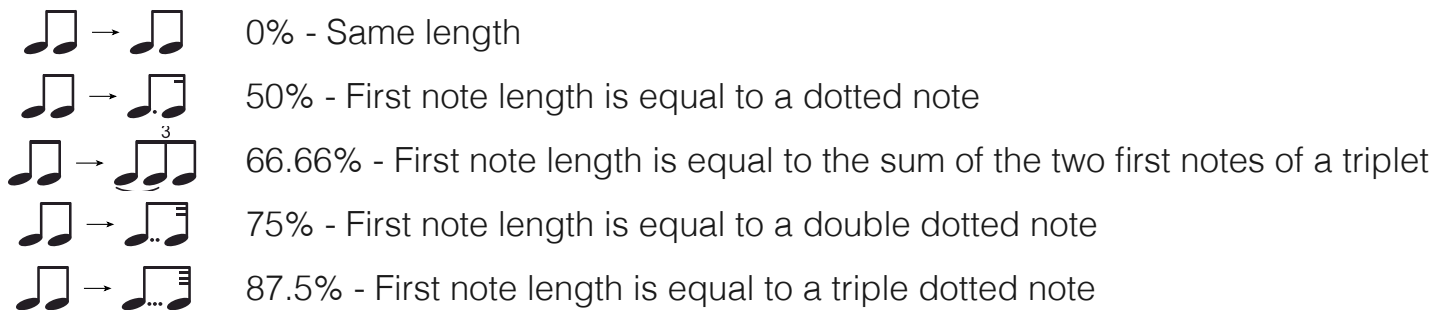 0% - Same length
50% - First note length is equal to a dotted note
3
66.66% - First note length is equal to the sum of the two first notes of a triplet
75% - First note length is equal to a double dotted note
87.5% - First note length is equal to a triple dotted note